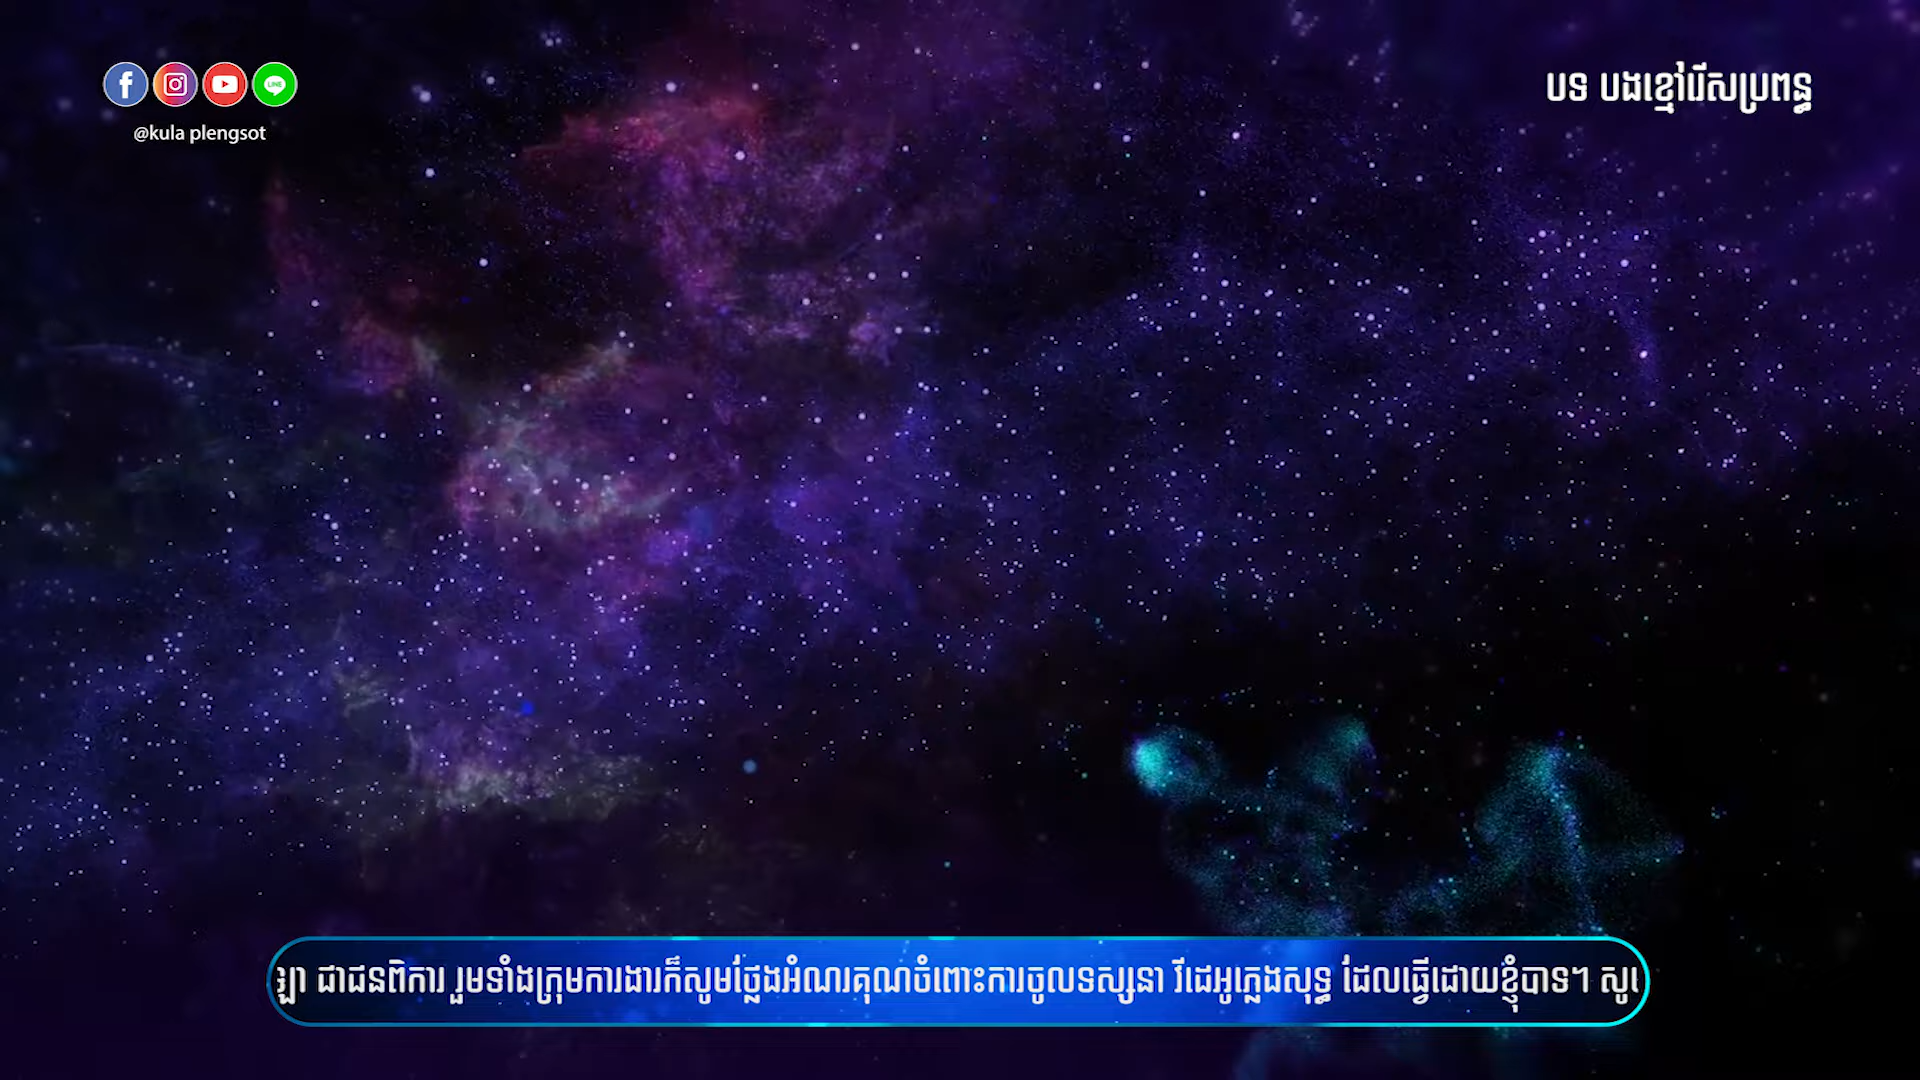 @kula plengsot
បទ បងខ្មៅរើសប្រពន្ធ
ឡា ជាជនពិការ រួមទាំងក្រុមការងារក៏សូមថ្លែងអំណរគុណចំពោះការចូលទស្សនា វីដេអូភ្លេងសុទ្ធ ដែលធ្វើដោយខ្ញុំបាទ។